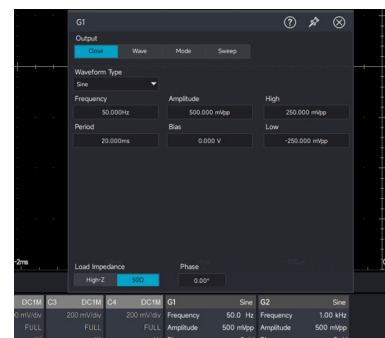 G1
Output
Close Wave Mode Sweep
Waveform Type
Sine
Frequency Amplitude High
50.000Hz 500.000 mVpp 250.000 mVpp
Period Bias Low
20.000ms 0.000 V -250.000 mVpp
-2ms
Load Impedance Phase
High-Z 50Ω 0.00°
DC1M C3 DC1M C4 DC1M G1 Sine G2 Sine
0 mV/div 200 mV/div 200 mV/div Frequency 50.0 Hz Frequency 1.00 kHz
FULL FULL FULL Amplitude 500 mVpp Amplitude 500 mVpp